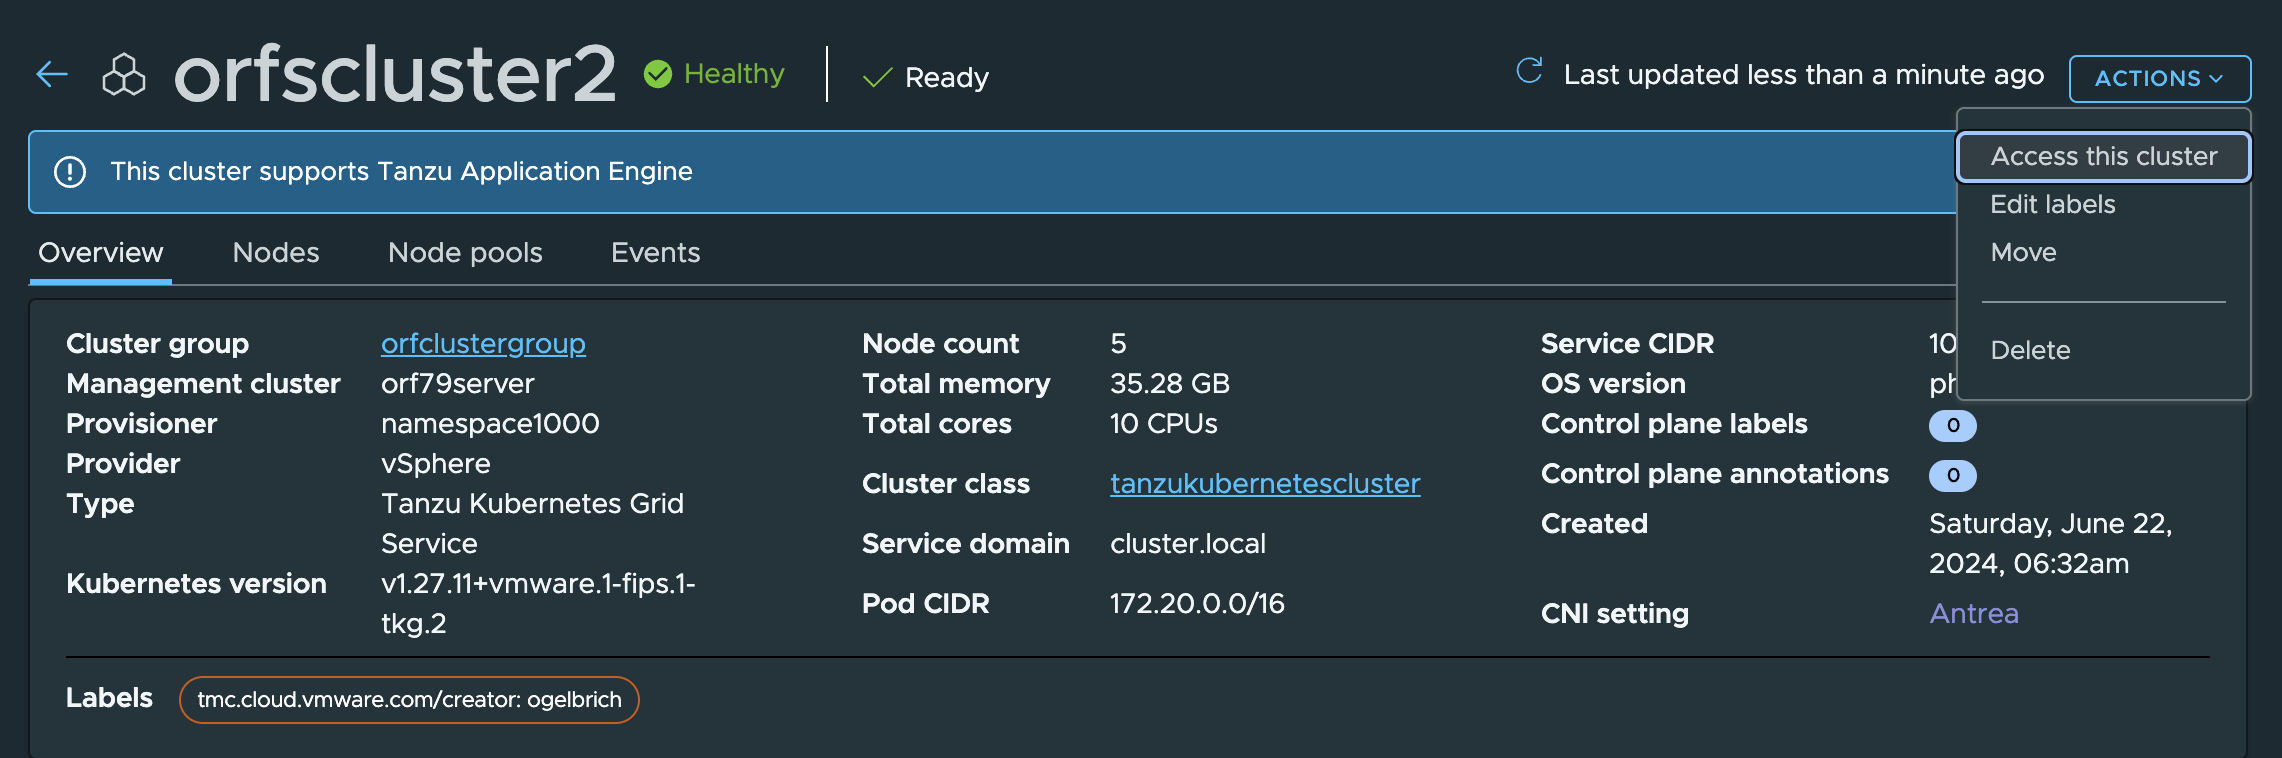 orfscluster2 Healthy Ready Last updated less than a minute ago ACTIONS
This cluster supports Tanzu Application Engine
Access this cluster
Edit labels
Move
Delete
Overview Nodes Node pools Events
Cluster group orfclustergroup
Management cluster orf79server
Provisioner namespace1000
Provider vSphere
Type Tanzu Kubernetes Grid
Service
Kubernetes version v1.27.11+vmware.1-fips.1-
tkg.2
Node count 5
Total memory 35.28 GB
Total cores 10 CPUs
Cluster class tanzukubernetescluster
Service domain cluster.local
Pod CIDR 172.20.0.0/16
Service CIDR 10
OS version ph
Control plane labels 0
Control plane annotations 0
Created Saturday, June 22,
2024, 06:32am
CNI setting Antrea
Labels tmc.cloud.vmware.com/creator: ogelbrich